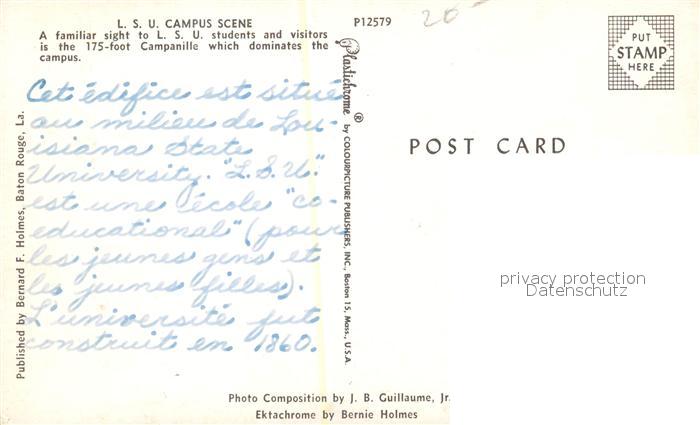 L. S. U. CAMPUS SCENE
A familiar sight to L. S. U. students and visitors
is the 175-foot Campanille which dominates the
campus.
P12579
20-
PUT
STAMP
HERE
Cet édifice est situé
au milieu de Lou-
isiana State
University. "L.S.U."
est une école "co-
educational" (pour
les jeunes gens et
les jeunes filles).
L'université fut
construit en 1860.
Published by Bernard F. Holmes, Baton Rouge, La.
Plastichrome ® by COLOURPICTURE PUBLISHERS, INC., Boston 15, Mass., U.S.A.
POST CARD
privacy protection
Datenschutz
Photo Composition by J. B. Guillaume, Jr.
Ektachrome by Bernie Holmes